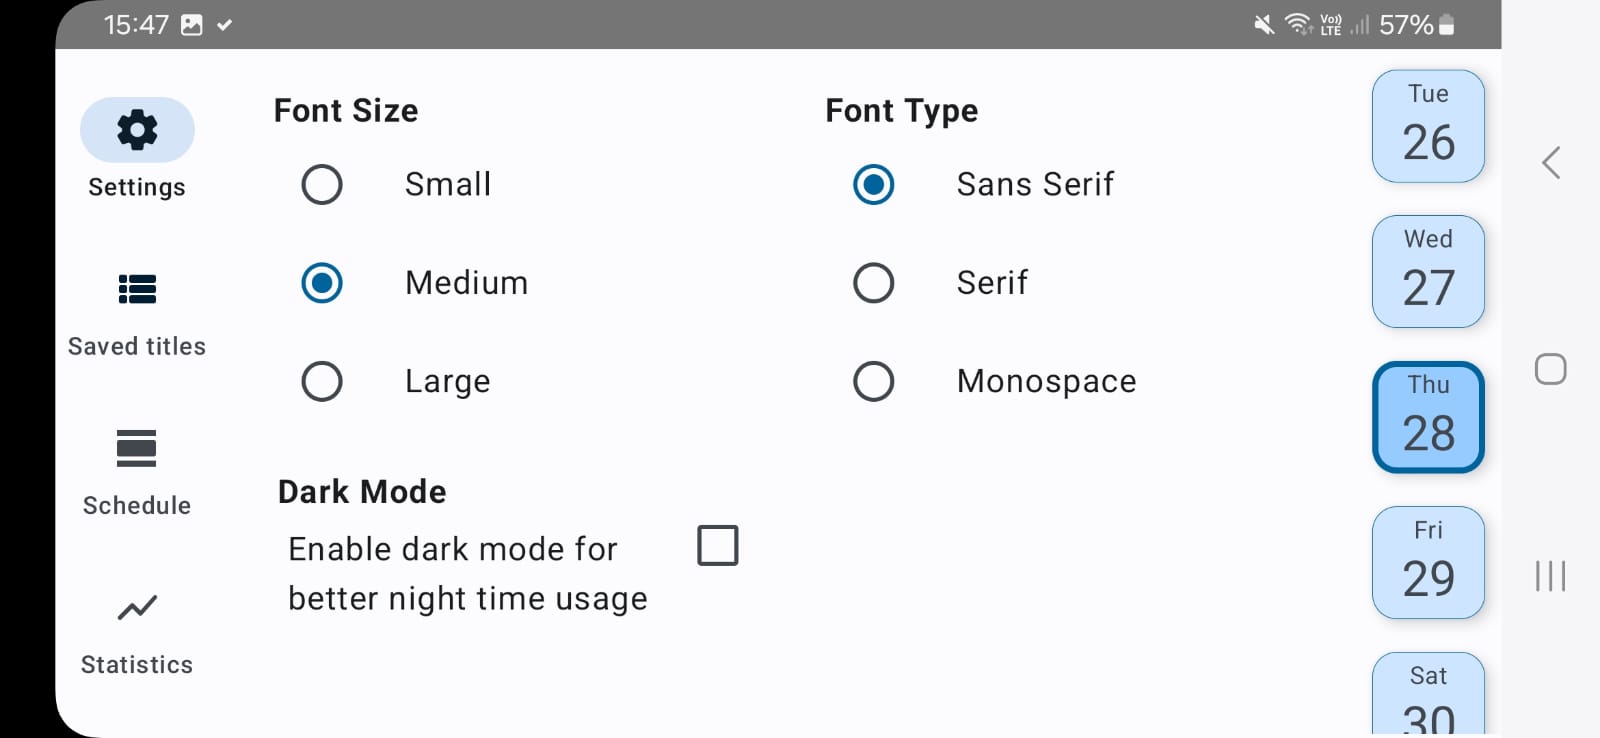 15:47
Vo)) LTE
57%
Settings
Saved titles
Schedule
Statistics
Font Size
Small
Medium
Large
Font Type
Sans Serif
Serif
Monospace
Dark Mode
Enable dark mode for
better night time usage
Tue
26
Wed
27
Thu
28
Fri
29
Sat
30